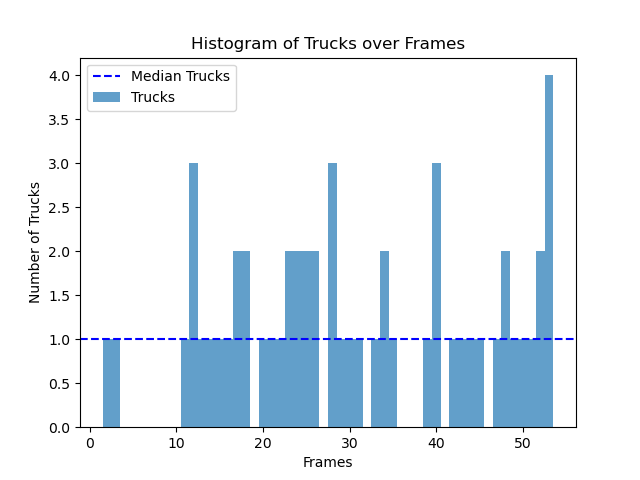 Histogram of Trucks over Frames
Median Trucks
Trucks
4.0
3.5
3.0
2.5
2.0
1.5
1.0
0.5
0.0
Number of Trucks
0 10 20 30 40 50
Frames